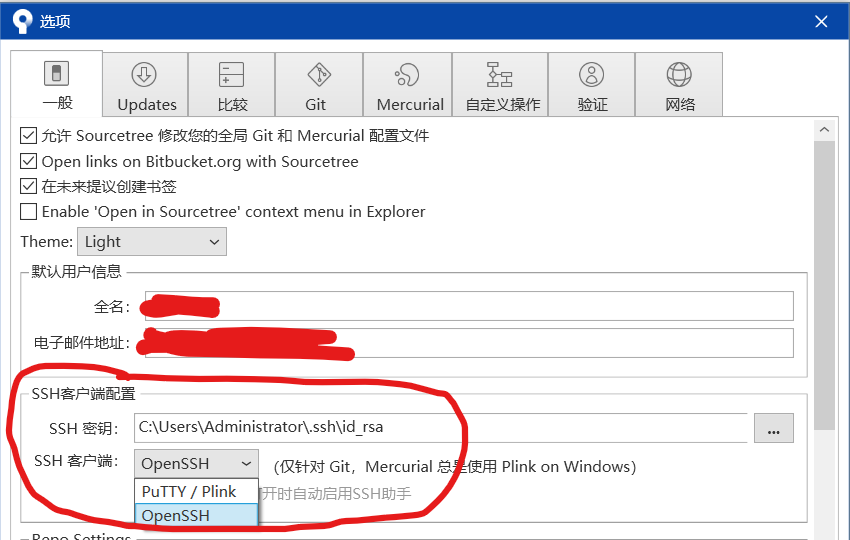 选项
一般
Updates
比较
Git
Mercurial
自定义操作
验证
网络
允许 Sourcetree 修改您的全局 Git 和 Mercurial 配置文件
Open links on Bitbucket.org with Sourcetree
在未来提议创建书签
Enable 'Open in Sourcetree' context menu in Explorer
Theme: Light
默认用户信息
全名：
电子邮件地址：
SSH客户端配置
SSH 密钥： C:\Users\Administrator\.ssh\id_rsa ...
SSH 客户端： OpenSSH (仅针对 Git，Mercurial 总是使用 Plink on Windows)
PuTTY / Plink
开时自动启用SSH助手
OpenSSH
Repo Settings